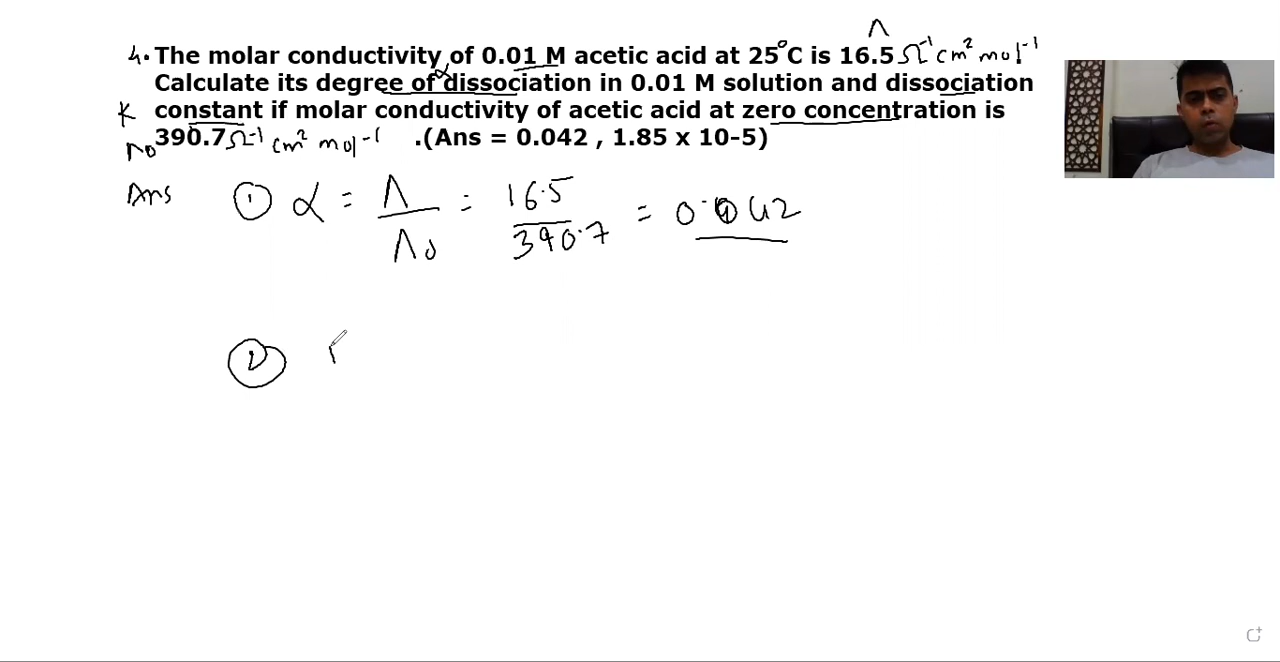 Λ
4. The molar conductivity of 0.01 M acetic acid at 25°C is 16.5 Ω⁻¹ cm² mol⁻¹
Calculate its degree of α dissociation in 0.01 M solution and dissociation
K constant if molar conductivity of acetic acid at zero concentration is
Λo 390.7 Ω⁻¹ cm² mol⁻¹ .(Ans = 0.042 , 1.85 x 10-5)
Ans ① α = Λ / Λo = 16.5 / 390.7 = 0.042
②